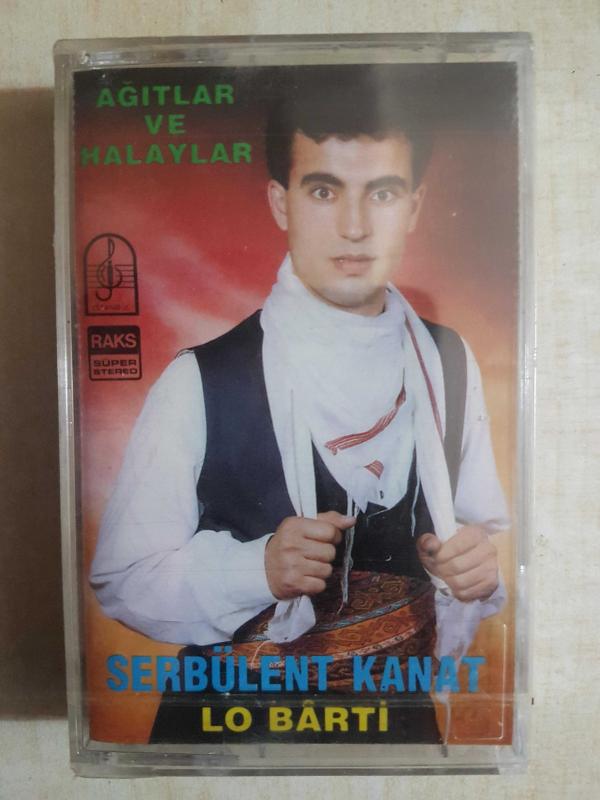 AĞITLAR
VE
HALAYLAR
RAKS
SÜPER
STEREO
SERBÜLENT KANAT
LO BÂRTİ